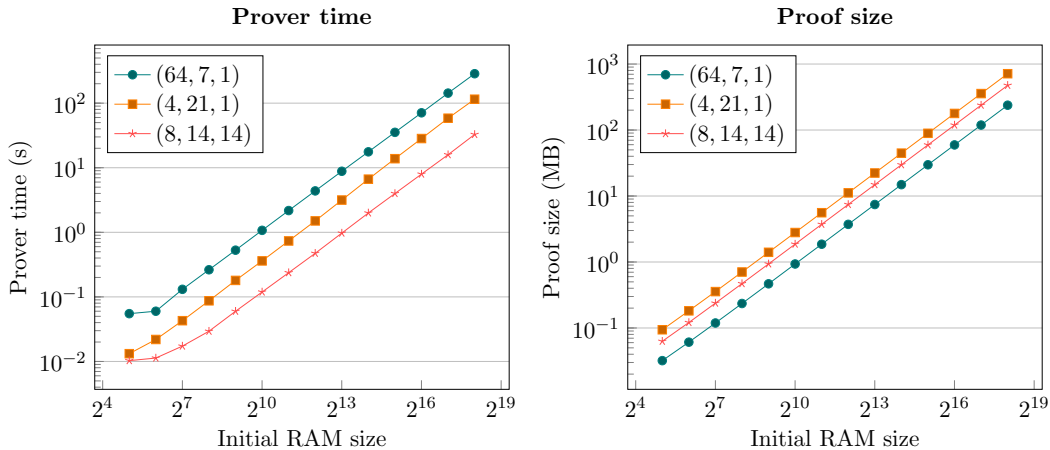 Prover time
Prover time (s)
10^2
10^1
10^0
10^−1
10^−2
(64, 7, 1)
(4, 21, 1)
(8, 14, 14)
2^4 2^7 2^10 2^13 2^16 2^19
Initial RAM size
Proof size
Proof size (MB)
10^3
10^2
10^1
10^0
10^−1
(64, 7, 1)
(4, 21, 1)
(8, 14, 14)
2^4 2^7 2^10 2^13 2^16 2^19
Initial RAM size